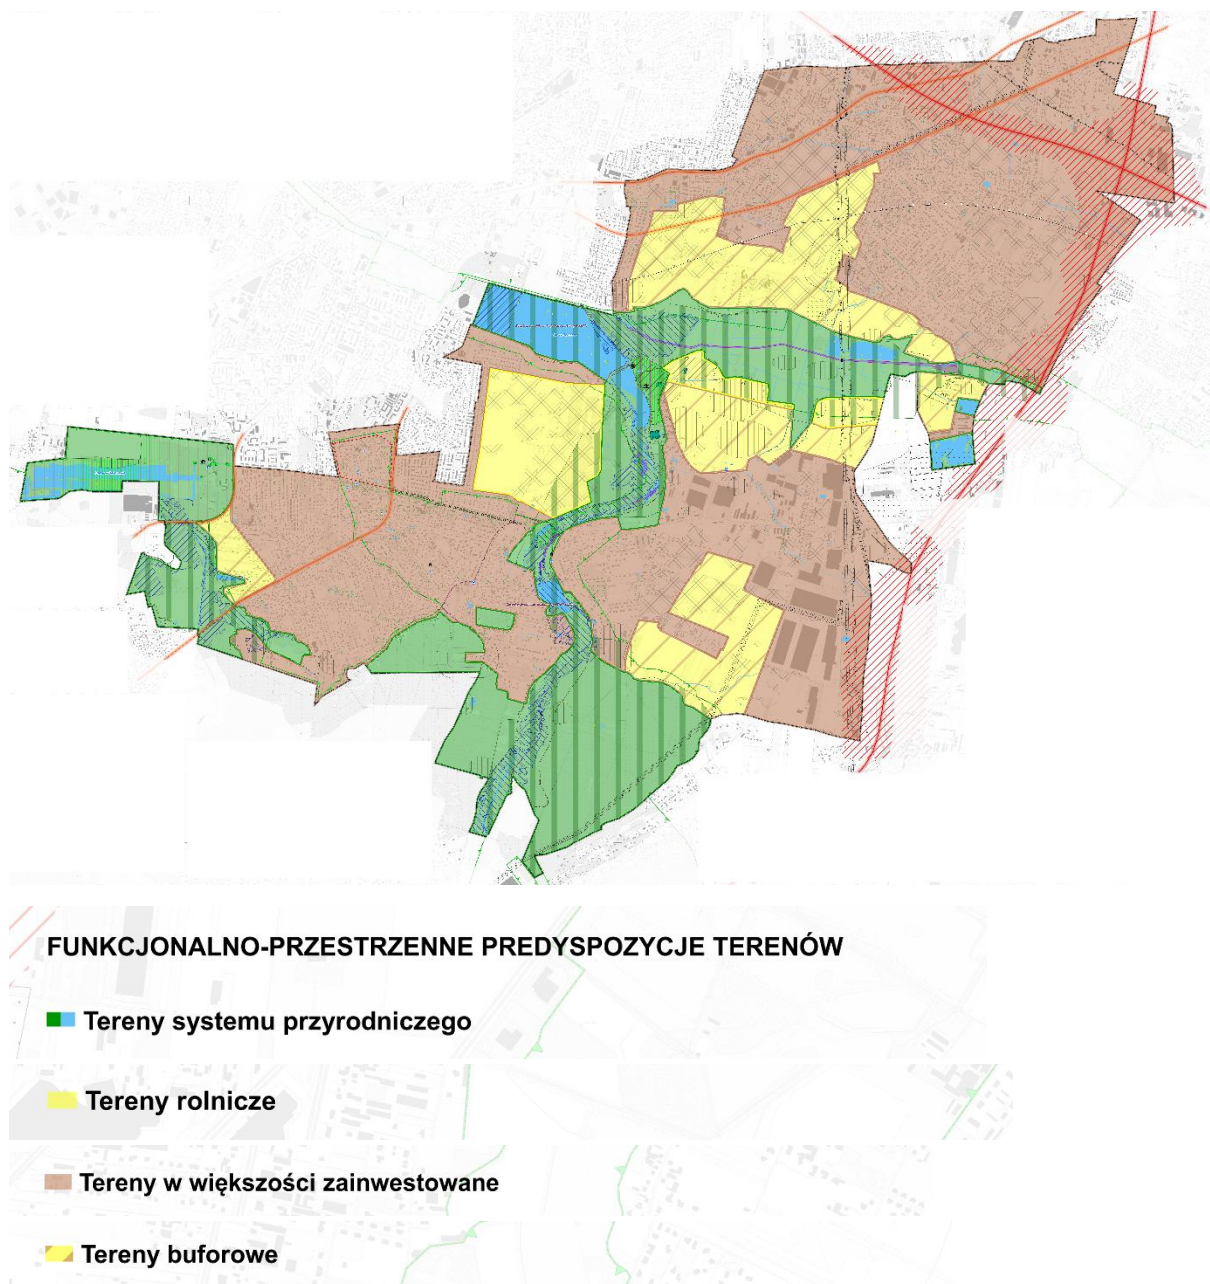 FUNKCJONALNO-PRZESTRZENNE PREDYSPOZYCJE TERENÓW
Tereny systemu przyrodniczego
Tereny rolnicze
Tereny w większości zainwestowane
Tereny buforowe